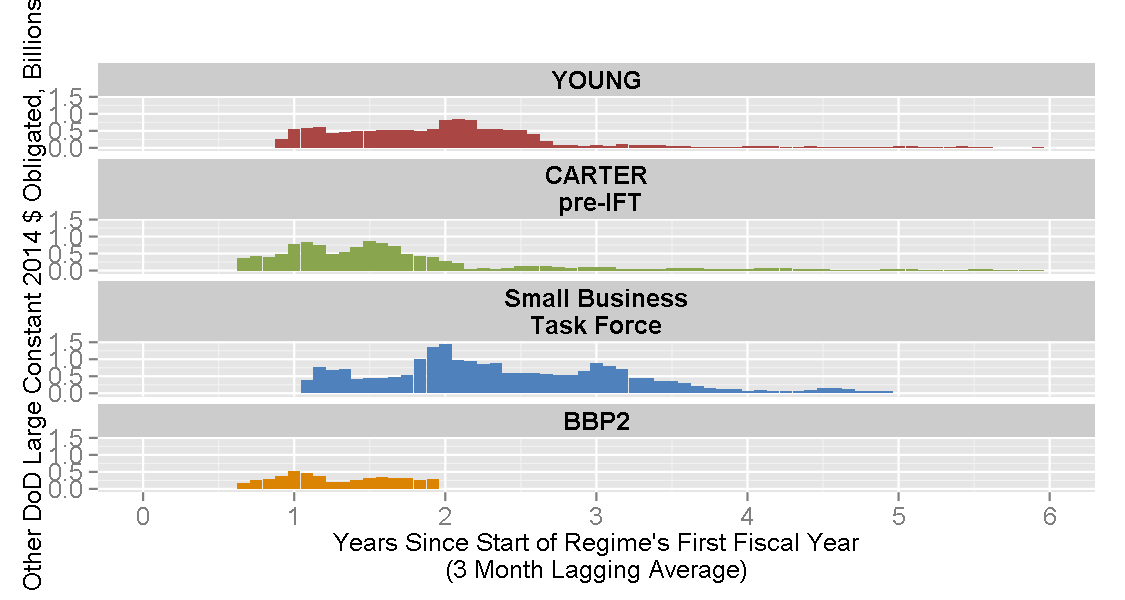 Other DoD Large Constant 2014 $ Obligated, Billions
YOUNG
1.5
1.0
0.5
0.0
CARTER
pre-IFT
1.5
1.0
0.5
0.0
Small Business
Task Force
1.5
1.0
0.5
0.0
BBP2
1.5
1.0
0.5
0.0
0 1 2 3 4 5 6
Years Since Start of Regime's First Fiscal Year
(3 Month Lagging Average)